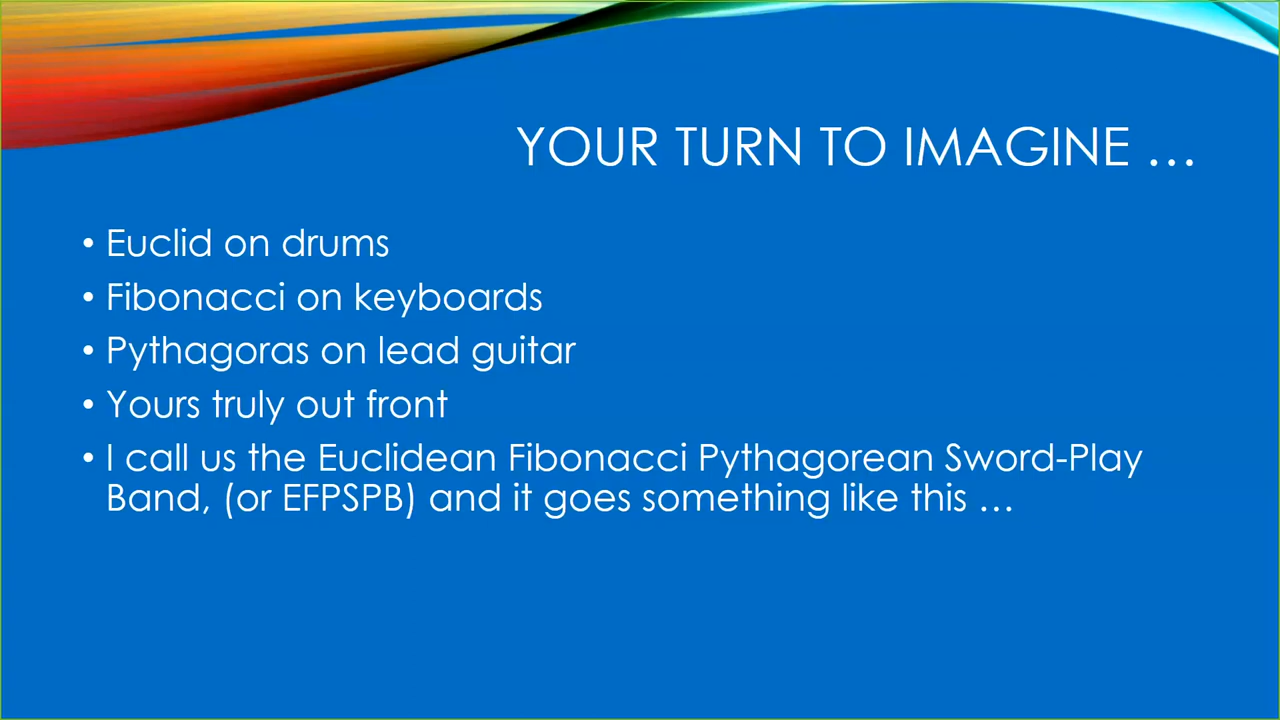 YOUR TURN TO IMAGINE …
• Euclid on drums
• Fibonacci on keyboards
• Pythagoras on lead guitar
• Yours truly out front
• I call us the Euclidean Fibonacci Pythagorean Sword-Play
Band, (or EFPSPB) and it goes something like this …